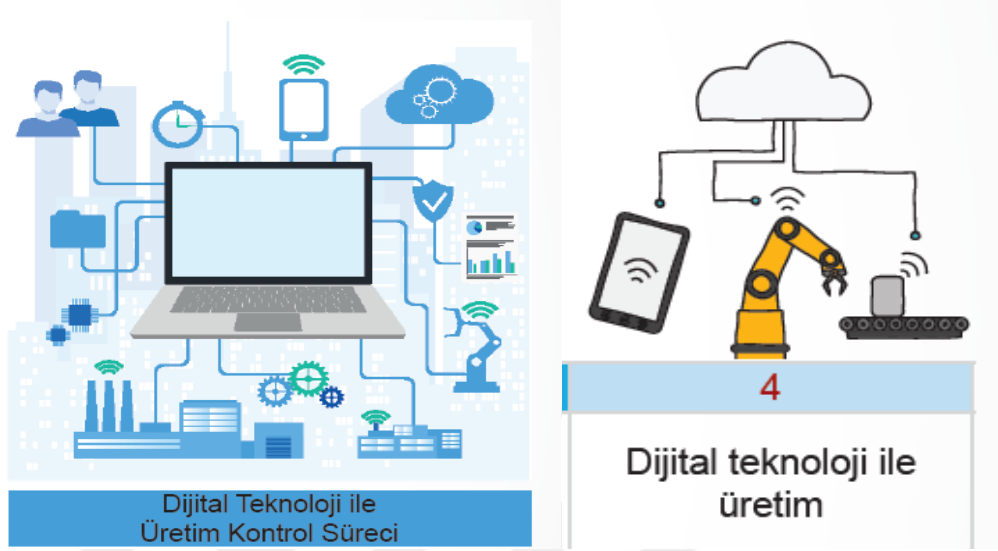 Dijital Teknoloji ile
Üretim Kontrol Süreci
4
Dijital teknoloji ile
üretim